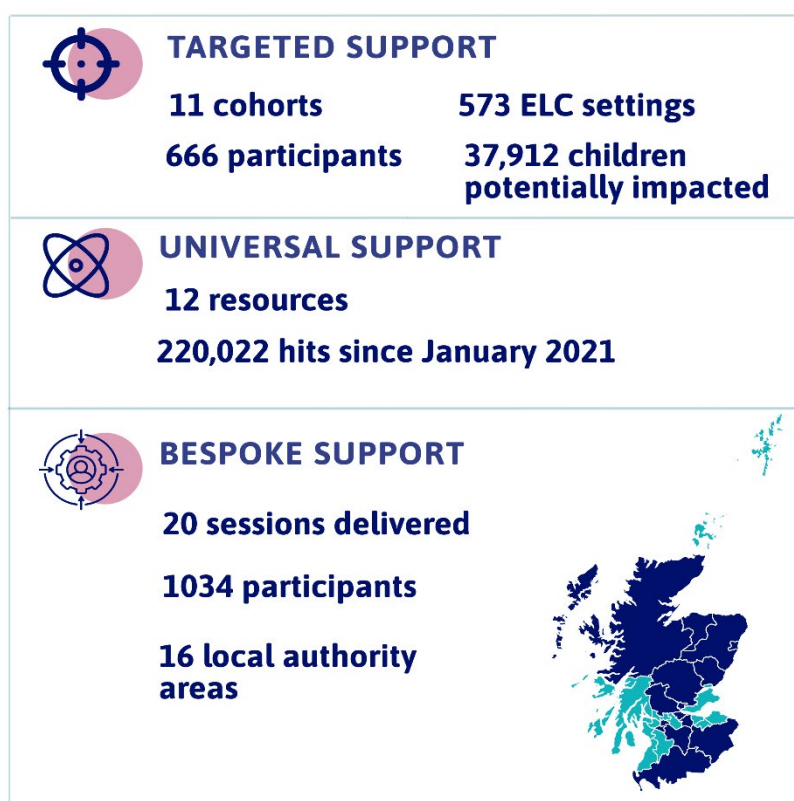 TARGETED SUPPORT
11 cohorts
573 ELC settings
666 participants
37,912 children
potentially impacted
UNIVERSAL SUPPORT
12 resources
220,022 hits since January 2021
BESPOKE SUPPORT
20 sessions delivered
1034 participants
16 local authority
areas